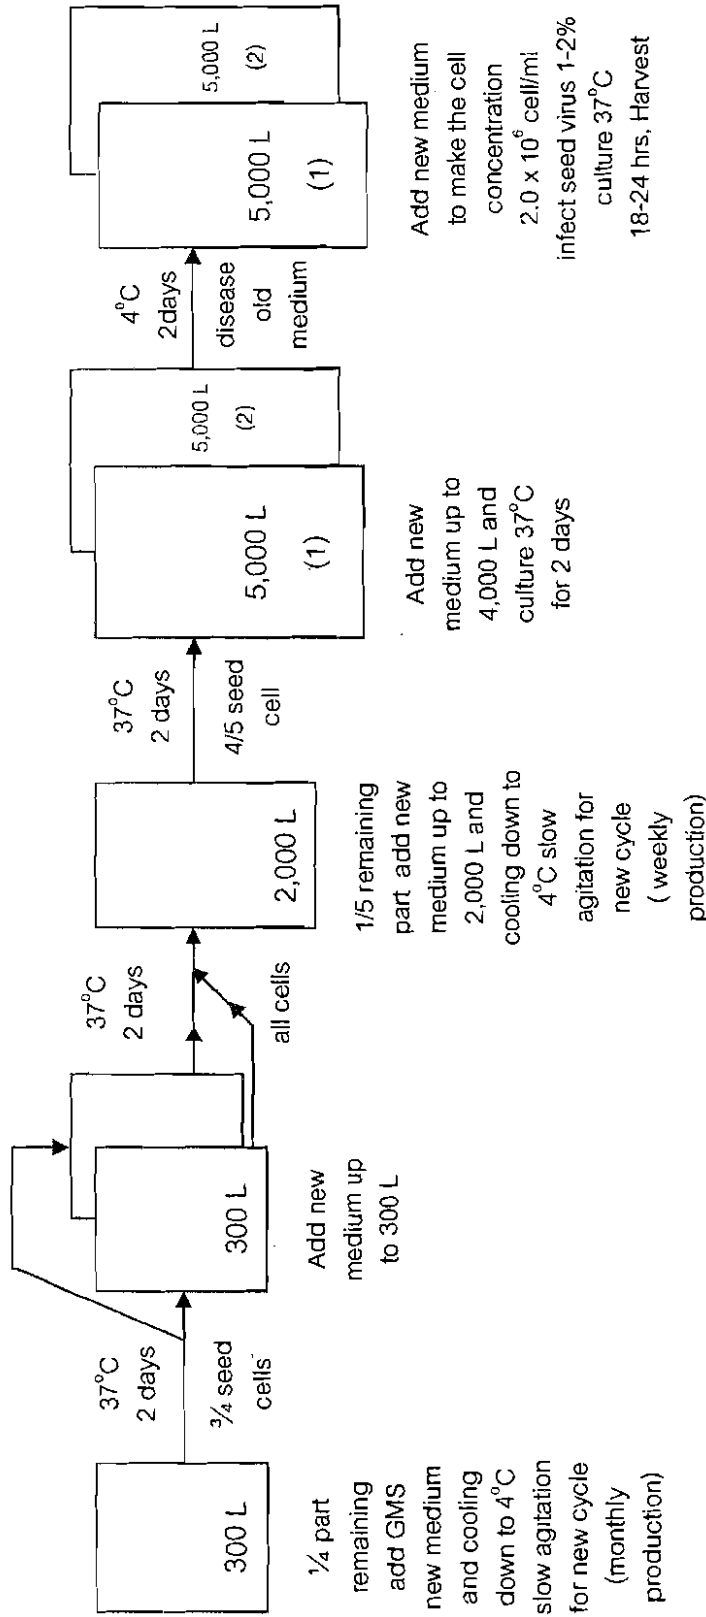 300 L
¼ part
remaining
add GMS
new medium
and cooling
down to 4°C
slow agitation
for new cycle
(monthly
production)
37°C
2 days
¾ seed
cells
300 L
Add new
medium up
to 300 L
37°C
2 days
all cells
2,000 L
1/5 remaining
part add new
medium up to
2,000 L and
cooling down to
4°C slow
agitation for
new cycle
( weekly
production)
37°C
2 days
4/5 seed
cell
5,000 L
(1)
5,000 L
(2)
Add new
medium up to
4,000 L and
culture 37°C
for 2 days
4°C
2days
disease
old
medium
5,000 L
(1)
5,000 L
(2)
Add new medium
to make the cell
concentration
2.0 x 10⁶ cell/ml
infect seed virus 1-2%
culture 37°C
18-24 hrs, Harvest